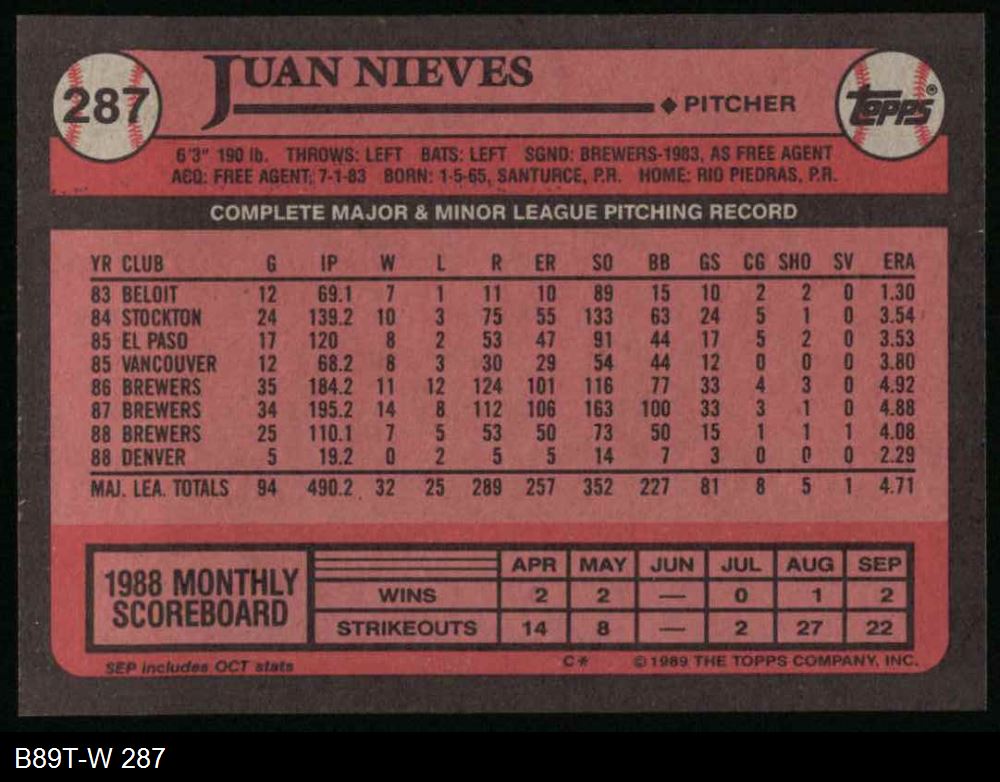 287
JUAN NIEVES
◆ PITCHER
TOPPS®
6'3" 190 lb. THROWS: LEFT BATS: LEFT SGND: BREWERS-1983, AS FREE AGENT
ACQ: FREE AGENT, 7-1-83 BORN: 1-5-65, SANTURCE, P.R. HOME: RIO PIEDRAS, P.R.
COMPLETE MAJOR & MINOR LEAGUE PITCHING RECORD
YR CLUB G IP W L R ER SO BB GS CG SHO SV ERA
83 BELOIT 12 69.1 7 1 11 10 89 15 10 2 2 0 1.30
84 STOCKTON 24 139.2 10 3 75 55 133 63 24 5 1 0 3.54
85 EL PASO 17 120 8 2 53 47 91 44 17 5 2 0 3.53
85 VANCOUVER 12 68.2 8 3 30 29 54 44 12 0 0 0 3.80
86 BREWERS 35 184.2 11 12 124 101 116 77 33 4 3 0 4.92
87 BREWERS 34 195.2 14 8 112 106 163 100 33 3 1 0 4.88
88 BREWERS 25 110.1 7 5 53 50 73 50 15 1 1 1 4.08
88 DENVER 5 19.2 0 2 5 5 14 7 3 0 0 0 2.29
MAJ. LEA. TOTALS 94 490.2 32 25 289 257 352 227 81 8 5 1 4.71
1988 MONTHLY
SCOREBOARD
APR MAY JUN JUL AUG SEP
WINS 2 2 — 0 1 2
STRIKEOUTS 14 8 — 2 27 22
SEP includes OCT stats
C* ©1989 THE TOPPS COMPANY, INC.
B89T-W 287